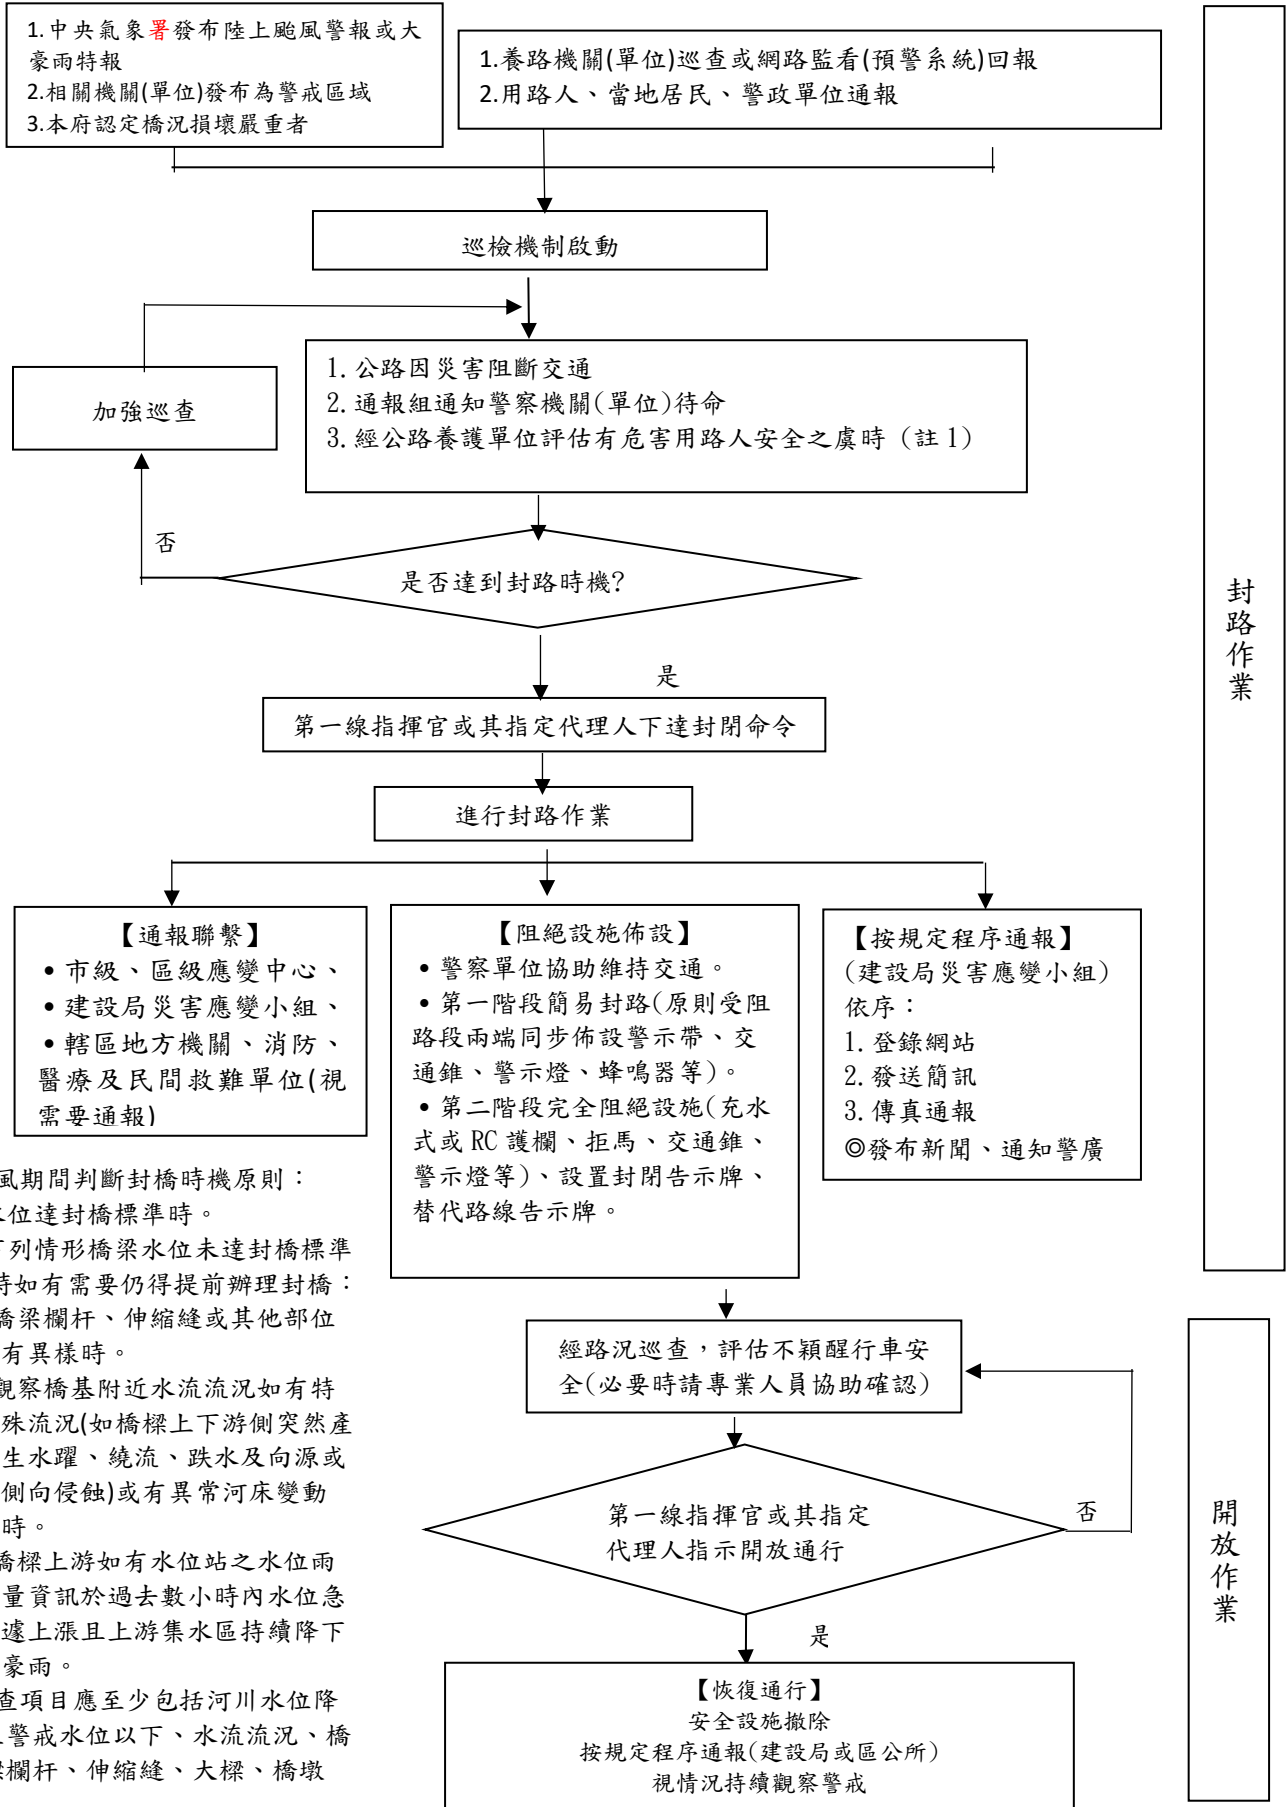 1.中央氣象署發布陸上颱風警報或大
豪雨特報
2.相關機關(單位)發布為警戒區域
3.本府認定橋況損壞嚴重者
1.養路機關(單位)巡查或網路監看(預警系統)回報
2.用路人、當地居民、警政單位通報
巡檢機制啟動
1.公路因災害阻斷交通
2.通報組通知警察機關(單位)待命
3.經公路養護單位評估有危害用路人安全之虞時（註1）
加強巡查
否
是否達到封路時機?
是
第一線指揮官或其指定代理人下達封閉命令
進行封路作業
【通報聯繫】
•市級、區級應變中心、
•建設局災害應變小組、
•轄區地方機關、消防、
醫療及民間救難單位(視
需要通報)
【阻絕設施佈設】
•警察單位協助維持交通。
•第一階段簡易封路(原則受阻
路段兩端同步佈設警示帶、交
通錐、警示燈、蜂鳴器等)。
•第二階段完全阻絕設施(充水
式或RC護欄、拒馬、交通錐、
警示燈等)、設置封閉告示牌、
替代路線告示牌。
【按規定程序通報】
(建設局災害應變小組)
依序：
1.登錄網站
2.發送簡訊
3.傳真通報
◎發布新聞、通知警廣
封路作業
風期間判斷封橋時機原則：
水位達封橋標準時。
下列情形橋梁水位未達封橋標準
時如有需要仍得提前辦理封橋：
橋梁欄杆、伸縮縫或其他部位
有異樣時。
觀察橋基附近水流流況如有特
殊流況(如橋樑上下游側突然產
生水躍、繞流、跌水及向源或
側向侵蝕)或有異常河床變動
時。
橋樑上游如有水位站之水位雨
量資訊於過去數小時內水位急
遽上漲且上游集水區持續降下
豪雨。
查項目應至少包括河川水位降
警戒水位以下、水流流況、橋
樑欄杆、伸縮縫、大樑、橋墩
經路況巡查，評估不穎醒行車安
全(必要時請專業人員協助確認)
第一線指揮官或其指定
代理人指示開放通行
否
是
【恢復通行】
安全設施撤除
按規定程序通報(建設局或區公所)
視情況持續觀察警戒
開放作業